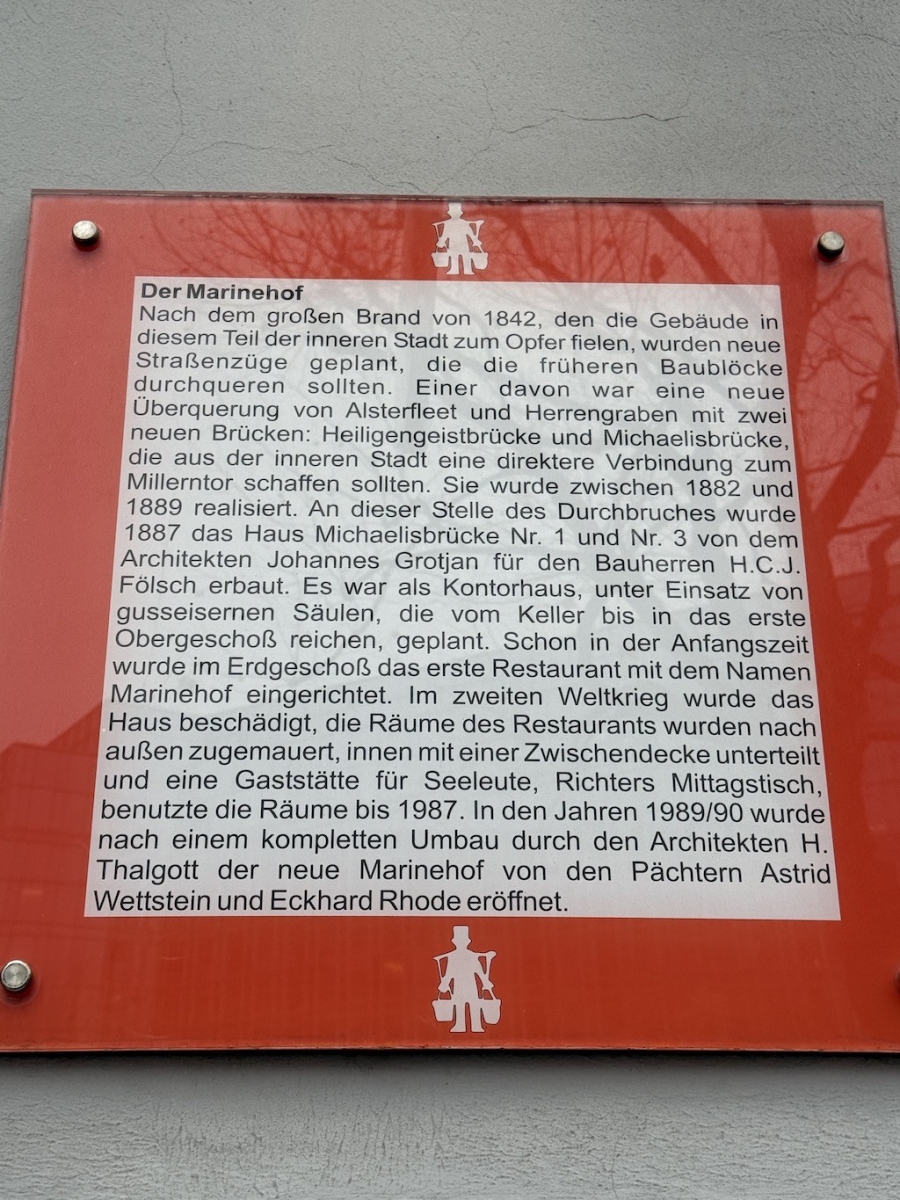 Der Marinehof
Nach dem großen Brand von 1842, den die Gebäude in
diesem Teil der inneren Stadt zum Opfer fielen, wurden neue
Straßenzüge geplant, die die früheren Baublöcke
durchqueren sollten. Einer davon war eine neue
Überquerung von Alsterfleet und Herrengraben mit zwei
neuen Brücken: Heiligengeistbrücke und Michaelisbrücke,
die aus der inneren Stadt eine direktere Verbindung zum
Millerntor schaffen sollten. Sie wurde zwischen 1882 und
1889 realisiert. An dieser Stelle des Durchbruches wurde
1887 das Haus Michaelisbrücke Nr. 1 und Nr. 3 von dem
Architekten Johannes Grotjan für den Bauherren H.C.J.
Fölsch erbaut. Es war als Kontorhaus, unter Einsatz von
gusseisernen Säulen, die vom Keller bis in das erste
Obergeschoß reichen, geplant. Schon in der Anfangszeit
wurde im Erdgeschoß das erste Restaurant mit dem Namen
Marinehof eingerichtet. Im zweiten Weltkrieg wurde das
Haus beschädigt, die Räume des Restaurants wurden nach
außen zugemauert, innen mit einer Zwischendecke unterteilt
und eine Gaststätte für Seeleute, Richters Mittagstisch,
benutzte die Räume bis 1987. In den Jahren 1989/90 wurde
nach einem kompletten Umbau durch den Architekten H.
Thalgott der neue Marinehof von den Pächtern Astrid
Wettstein und Eckhard Rhode eröffnet.